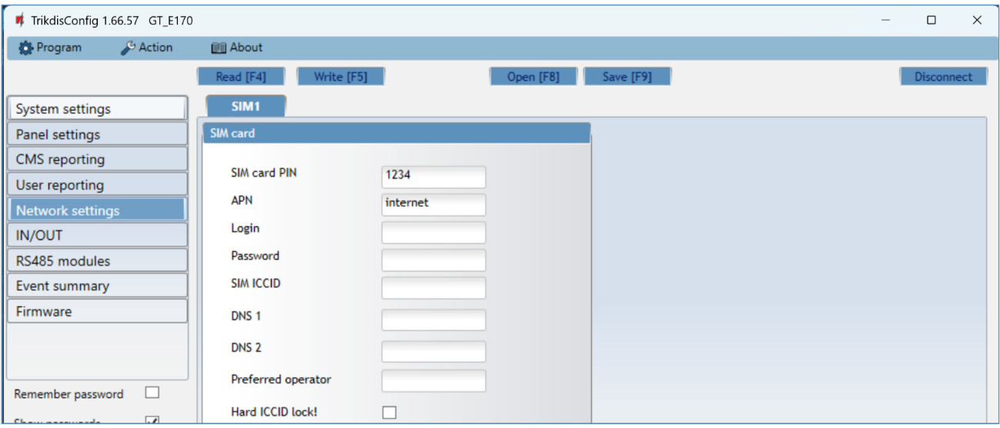 TrikdisConfig 1.66.57 GT_E170
Program Action About
Read [F4] Write [F5] Open [F8] Save [F9] Disconnect
System settings
Panel settings
CMS reporting
User reporting
Network settings
IN/OUT
RS485 modules
Event summary
Firmware
Remember password
Show passwords
SIM1
SIM card
SIM card PIN 1234
APN internet
Login
Password
SIM ICCID
DNS 1
DNS 2
Preferred operator
Hard ICCID lock!